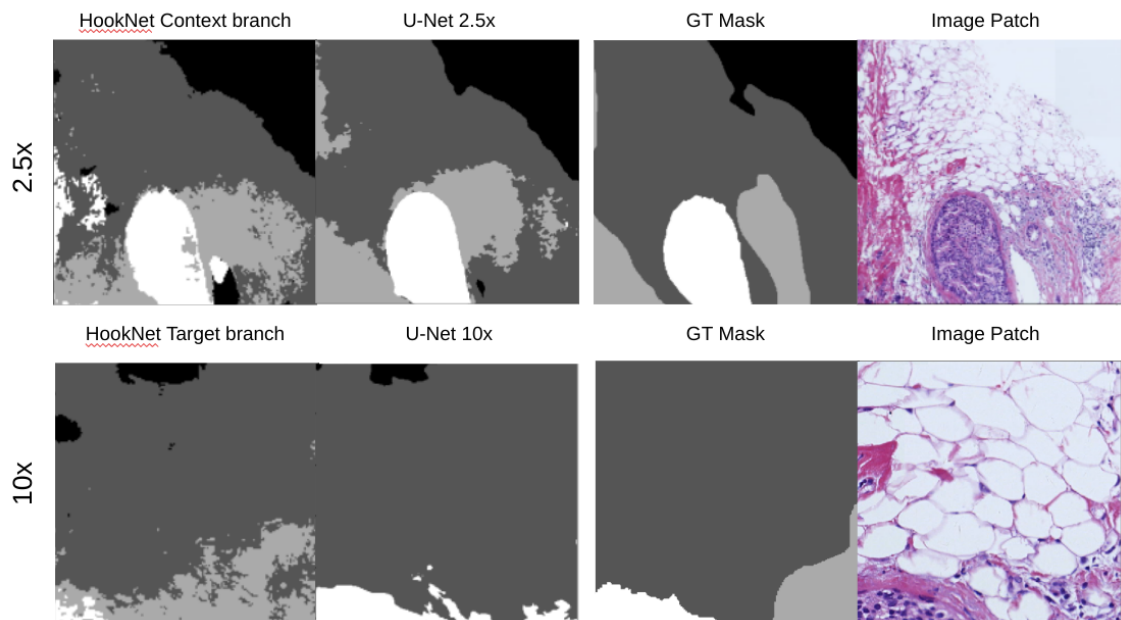 HookNet Context branch
U-Net 2.5x
GT Mask
Image Patch
2.5x
HookNet Target branch
U-Net 10x
GT Mask
Image Patch
10x